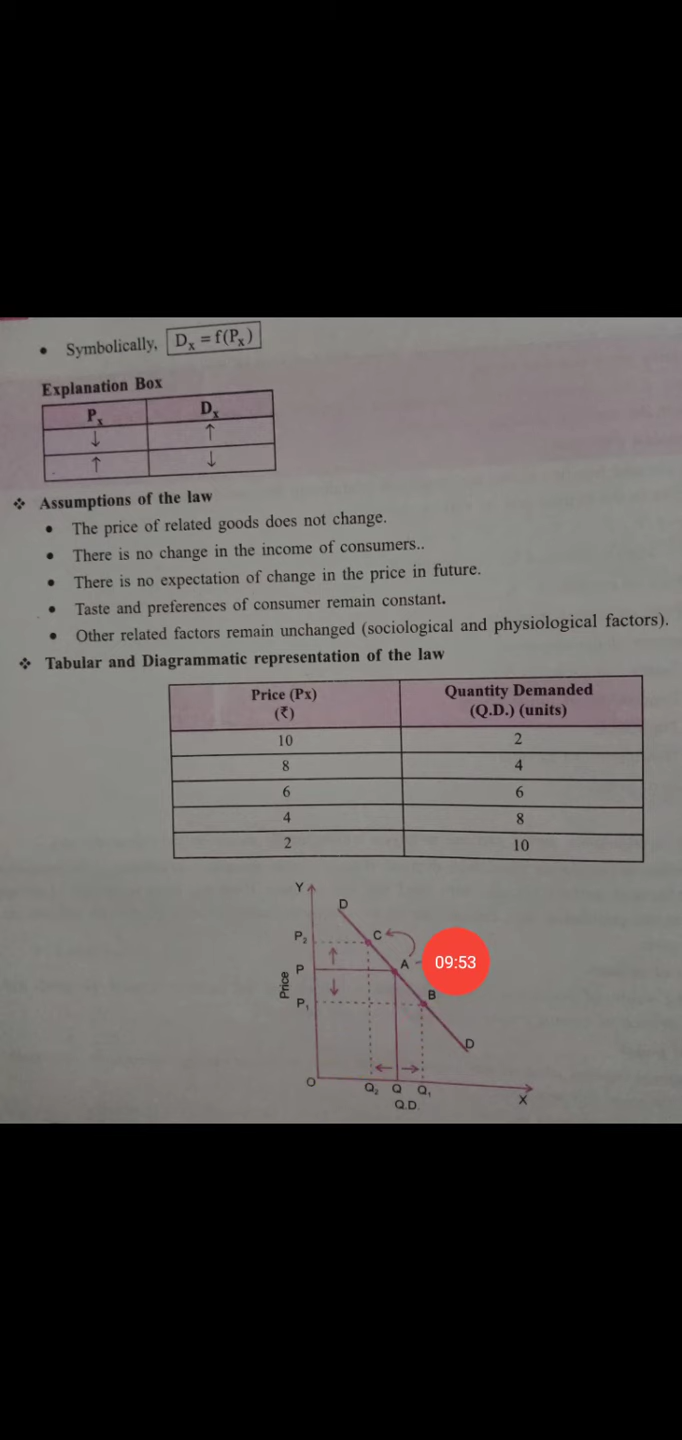 • Symbolically, Dₓ = f(Pₓ)
Explanation Box
Pₓ Dₓ
↓ ↑
↑ ↓
❖ Assumptions of the law
• The price of related goods does not change.
• There is no change in the income of consumers..
• There is no expectation of change in the price in future.
• Taste and preferences of consumer remain constant.
• Other related factors remain unchanged (sociological and physiological factors).
❖ Tabular and Diagrammatic representation of the law
Price (Px) Quantity Demanded
(₹) (Q.D.) (units)
10 2
8 4
6 6
4 8
2 10
Y
D
P₂ C
P A
09:53
Price
P₁ B
D
O
Q₂ Q Q₁
Q.D. X